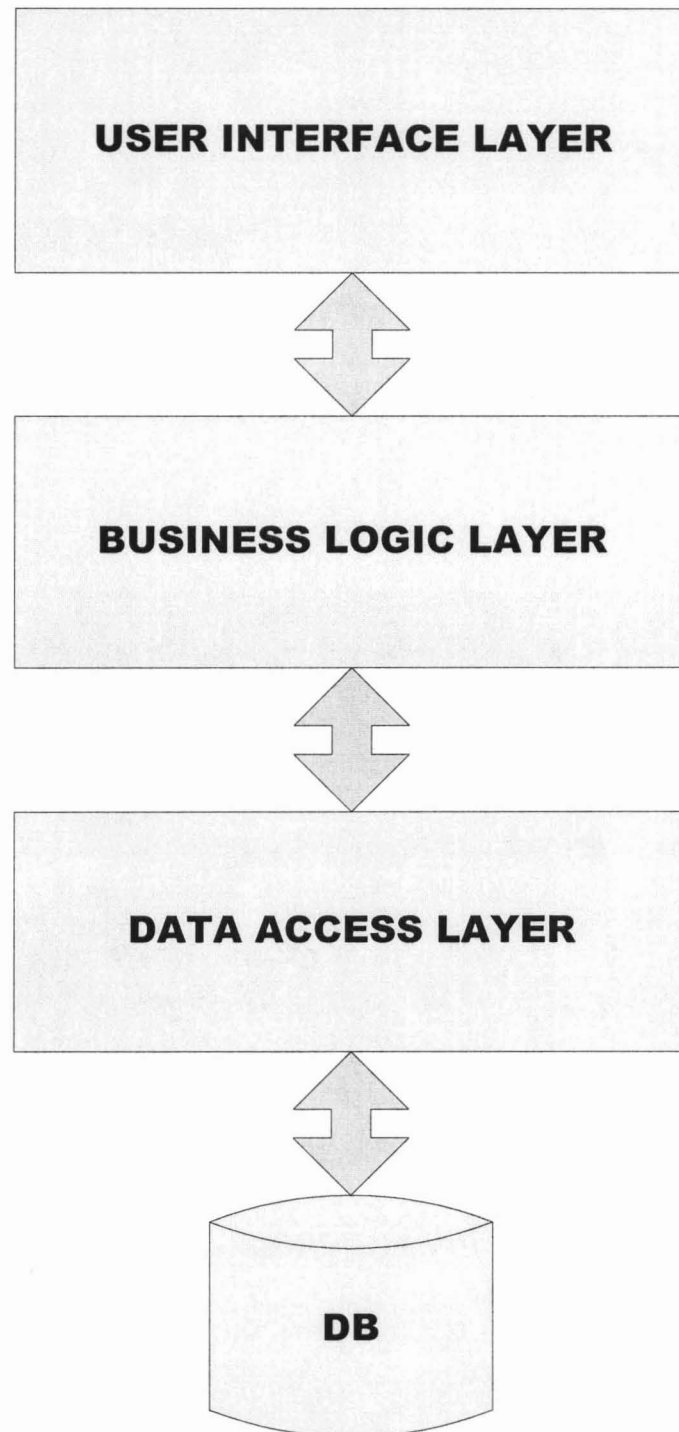 USER INTERFACE LAYER
BUSINESS LOGIC LAYER
DATA ACCESS LAYER
DB